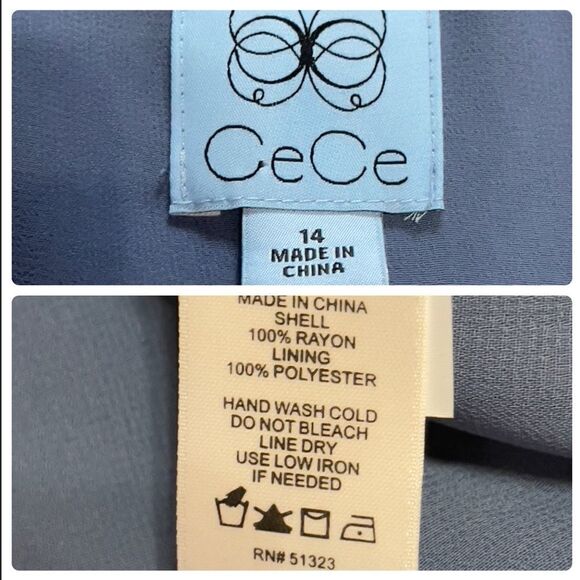 CeCe
14
MADE IN
CHINA
MADE IN CHINA
SHELL
100% RAYON
LINING
100% POLYESTER
HAND WASH COLD
DO NOT BLEACH
LINE DRY
USE LOW IRON
IF NEEDED
RN# 51323